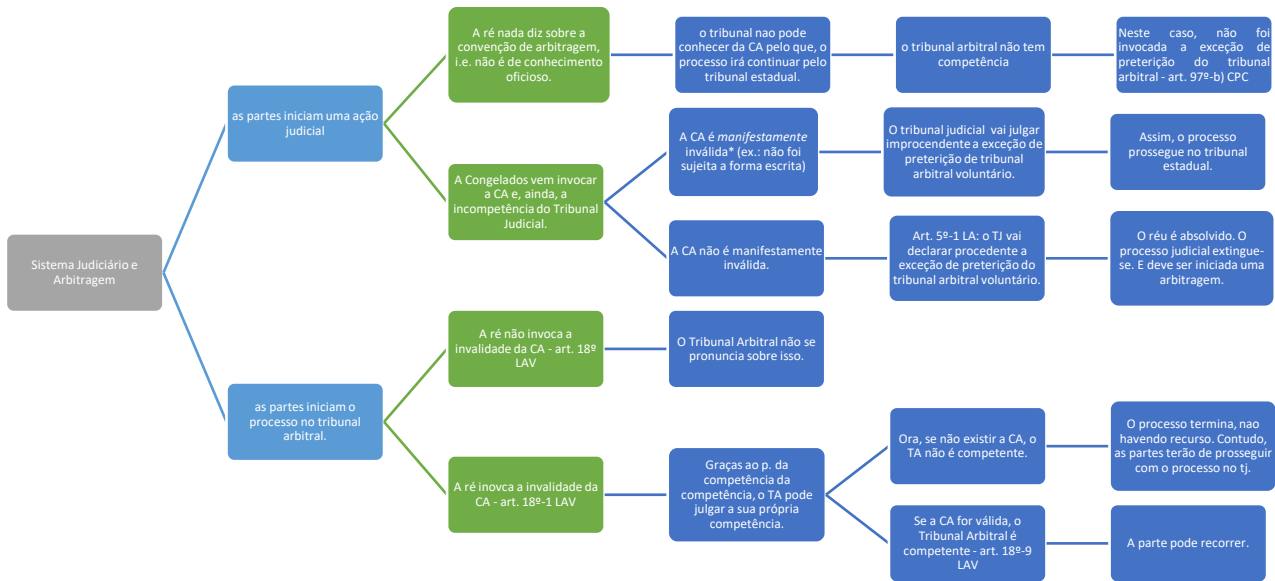 Sistema Judiciário e
Arbitragem
as partes iniciam uma ação
judicial
A ré nada diz sobre a
convenção de arbitragem,
i.e. não é de conhecimento
oficioso.
o tribunal nao pode
conhecer da CA pelo que, o
processo irá continuar pelo
tribunal estadual.
o tribunal arbitral não tem
competência
Neste caso, não foi
invocada a exceção de
preterição do tribunal
arbitral - art. 97º-b) CPC
A Congelados vem invocar
a CA e, ainda, a
incompetência do Tribunal
Judicial.
A CA é manifestamente
inválida* (ex.: não foi
sujeita a forma escrita)
O tribunal judicial vai julgar
improcendente a exceção de
preterição de tribunal
arbitral voluntário.
Assim, o processo
prossegue no tribunal
estadual.
A CA não é manifestamente
inválida.
Art. 5º-1 LA: o TJ vai
declarar procedente a
exceção de preterição do
tribunal arbitral voluntário.
O réu é absolvido. O
processo judicial extingue-
se. E deve ser iniciada uma
arbitragem.
as partes iniciam o
processo no tribunal
arbitral.
A ré não invoca a
invalidade da CA - art. 18º
LAV
O Tribunal Arbitral não se
pronuncia sobre isso.
A ré inovca a invalidade da
CA - art. 18º-1 LAV
Graças ao p. da
competência da
competência, o TA pode
julgar a sua própria
competência.
Ora, se não existir a CA, o
TA não é competente.
O processo termina, nao
havendo recurso. Contudo,
as partes terão de prosseguir
com o processo no tj.
Se a CA for válida, o
Tribunal Arbitral é
competente - art. 18º-9
LAV
A parte pode recorrer.